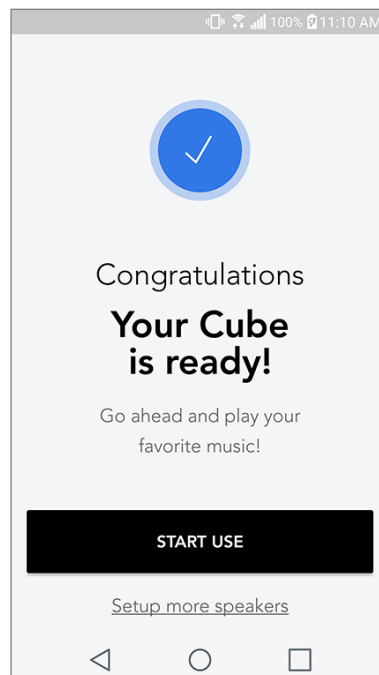 100% 11:10 AM
Congratulations
Your Cube
is ready!
Go ahead and play your
favorite music!
START USE
Setup more speakers